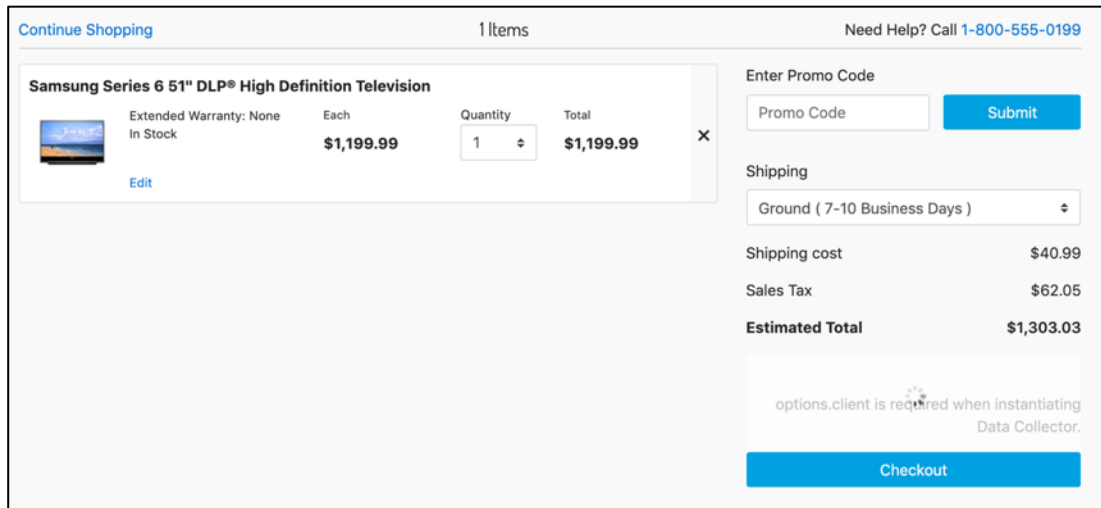 Continue Shopping
1 Items
Need Help? Call 1-800-555-0199
Samsung Series 6 51" DLP® High Definition Television
Extended Warranty: None
In Stock
Edit
Each
$1,199.99
Quantity
1
Total
$1,199.99
×
Enter Promo Code
Promo Code
Submit
Shipping
Ground ( 7-10 Business Days )
Shipping cost $40.99
Sales Tax $62.05
Estimated Total $1,303.03
options.client is required when instantiating
Data Collector.
Checkout